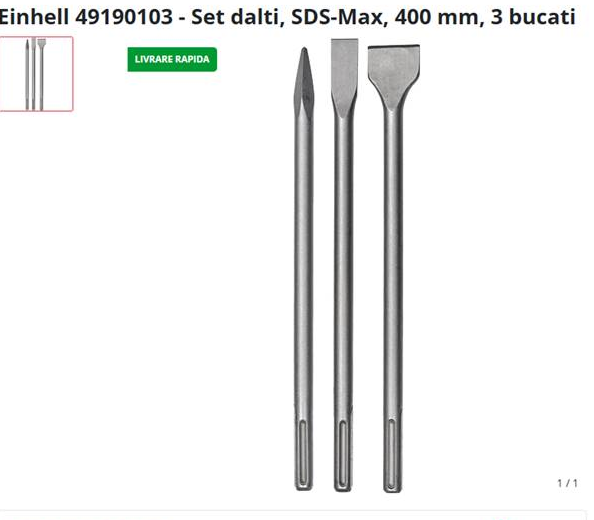 Einhell 49190103 - Set dalti, SDS-Max, 400 mm, 3 bucati
LIVRARE RAPIDA
1 / 1